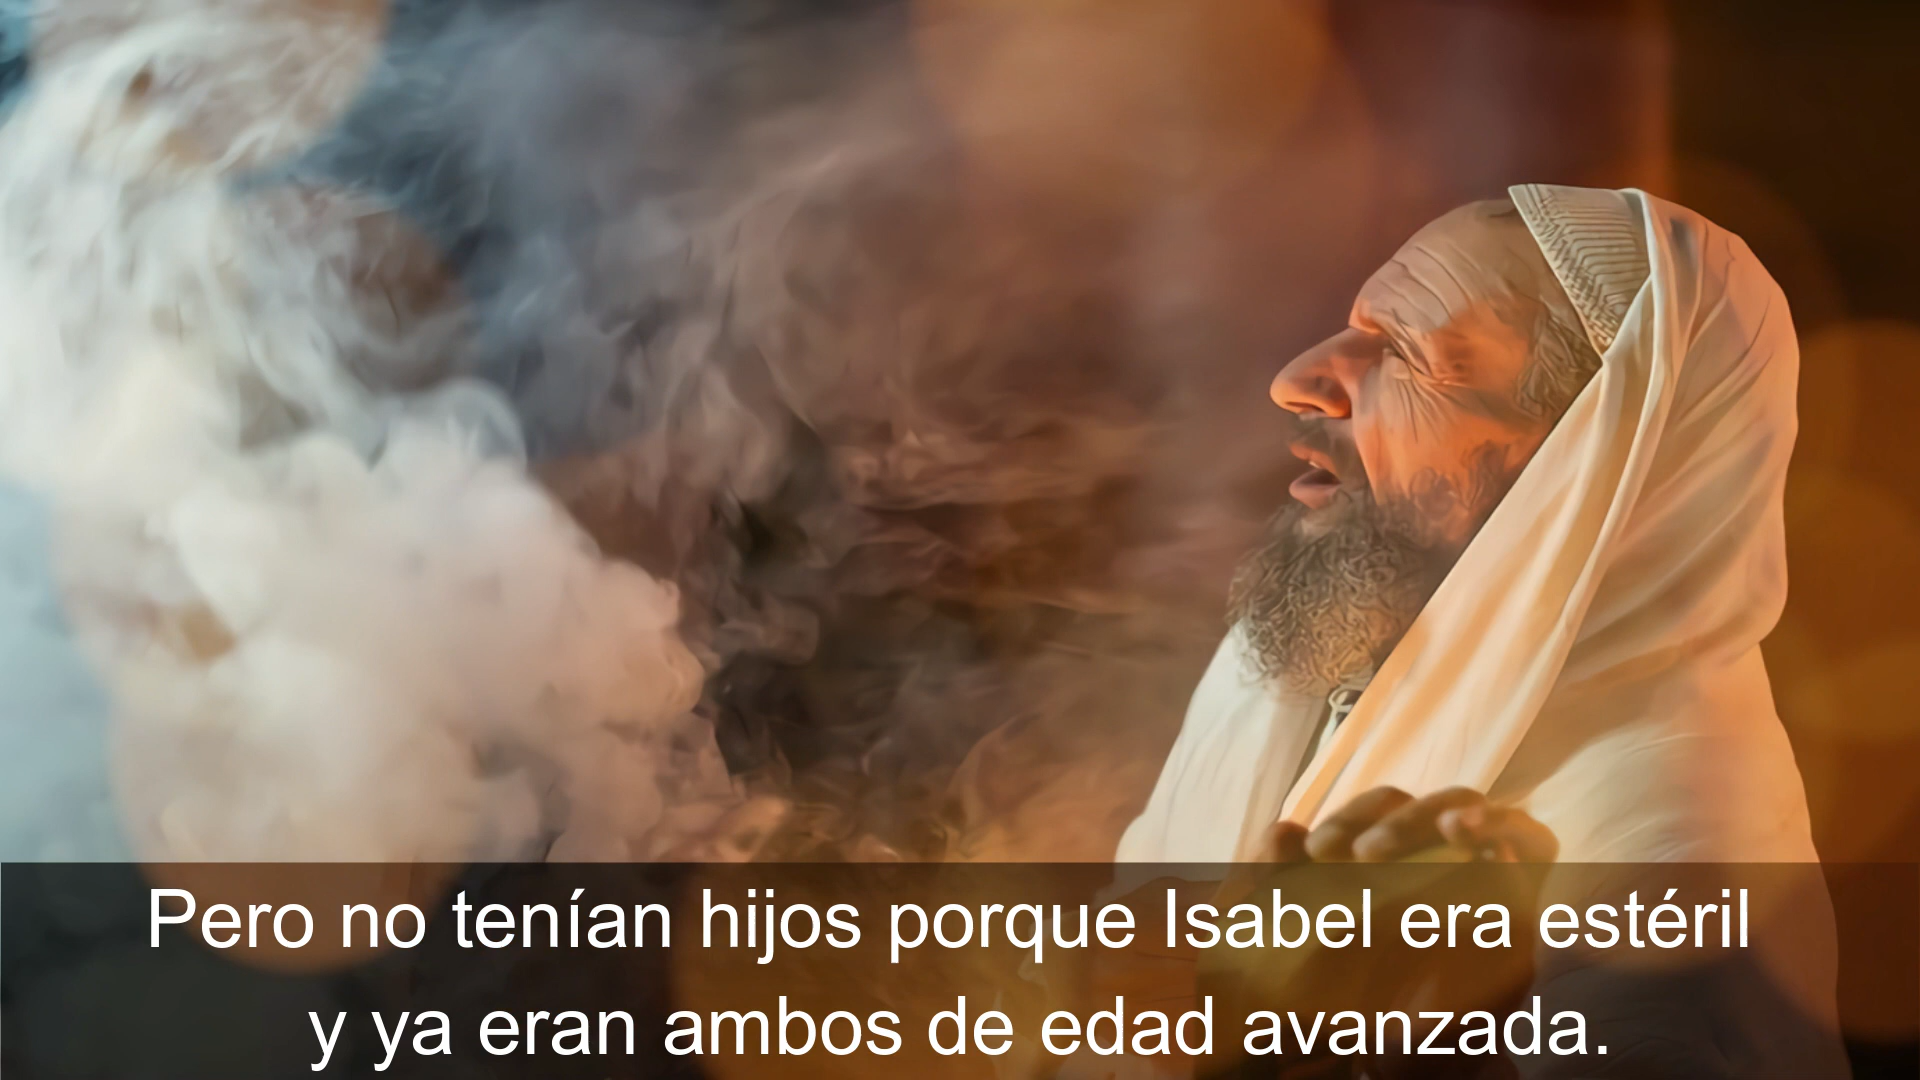 Pero no tenían hijos porque Isabel era estéril
y ya eran ambos de edad avanzada.